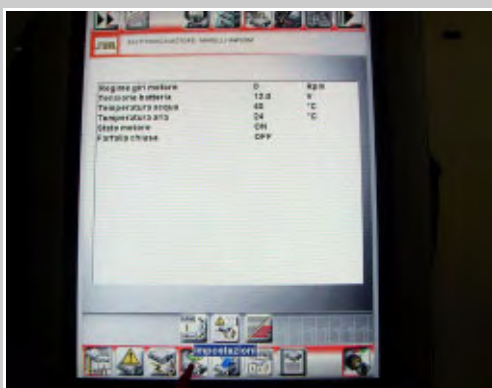 Regime giri motore 0 Rpm
Tensione batteria 12.0 V
Temperatura acqua 40 °C
Temperatura aria 24 °C
Stato motore ON
Farfalla chiusa OFF
Impostazioni